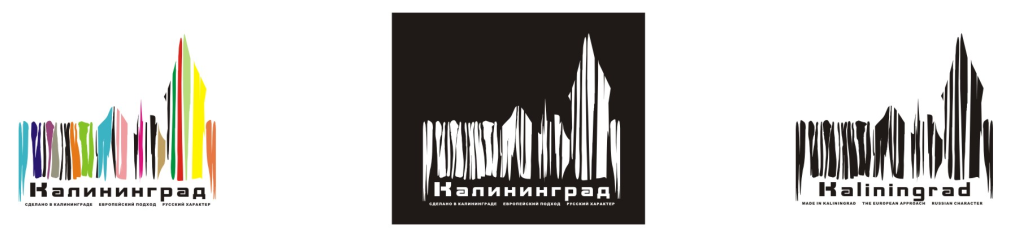 Калининград
СДЕЛАНО В КАЛИНИНГРАДЕ ЕВРОПЕЙСКИЙ ПОДХОД РУССКИЙ ХАРАКТЕР
Калининград
СДЕЛАНО В КАЛИНИНГРАДЕ ЕВРОПЕЙСКИЙ ПОДХОД РУССКИЙ ХАРАКТЕР
Kaliningrad
MADE IN KALININGRAD THE EUROPEAN APPROACH RUSSIAN CHARACTER